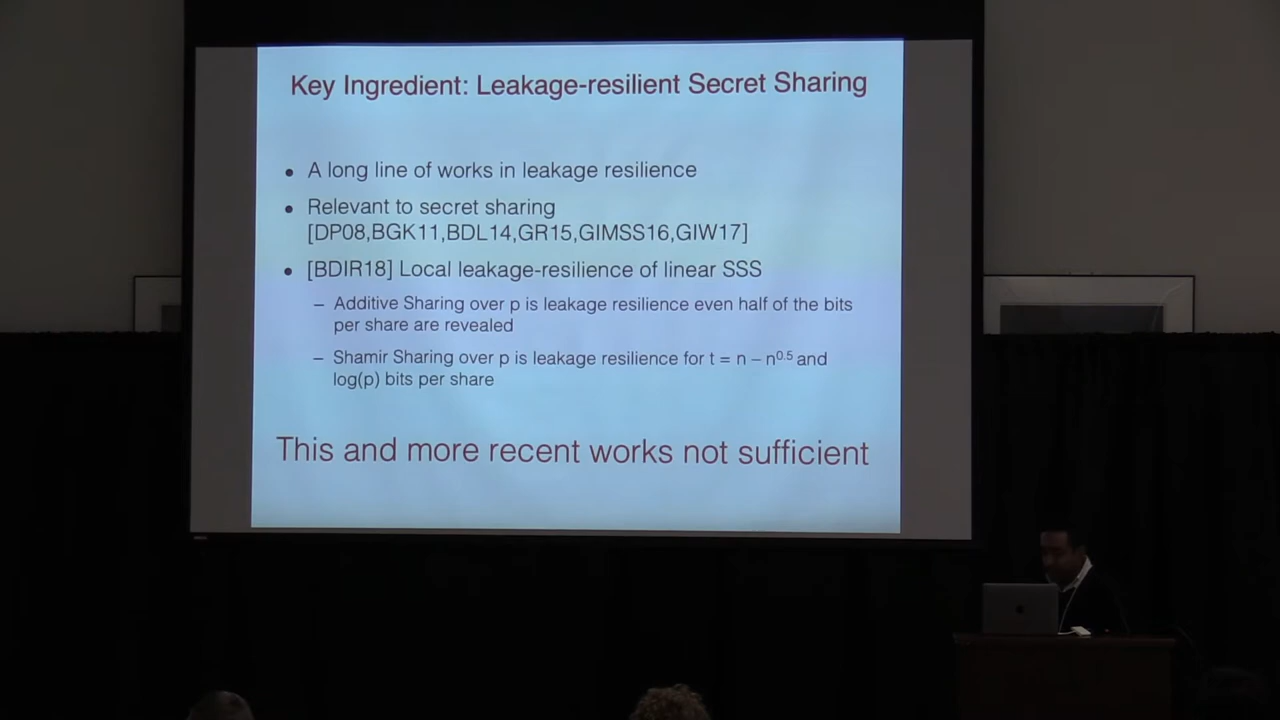 Key Ingredient: Leakage-resilient Secret Sharing
• A long line of works in leakage resilience
• Relevant to secret sharing
[DP08,BGK11,BDL14,GR15,GIMSS16,GIW17]
• [BDIR18] Local leakage-resilience of linear SSS
– Additive Sharing over p is leakage resilience even half of the bits
per share are revealed
– Shamir Sharing over p is leakage resilience for t = n – n^0.5 and
log(p) bits per share
This and more recent works not sufficient